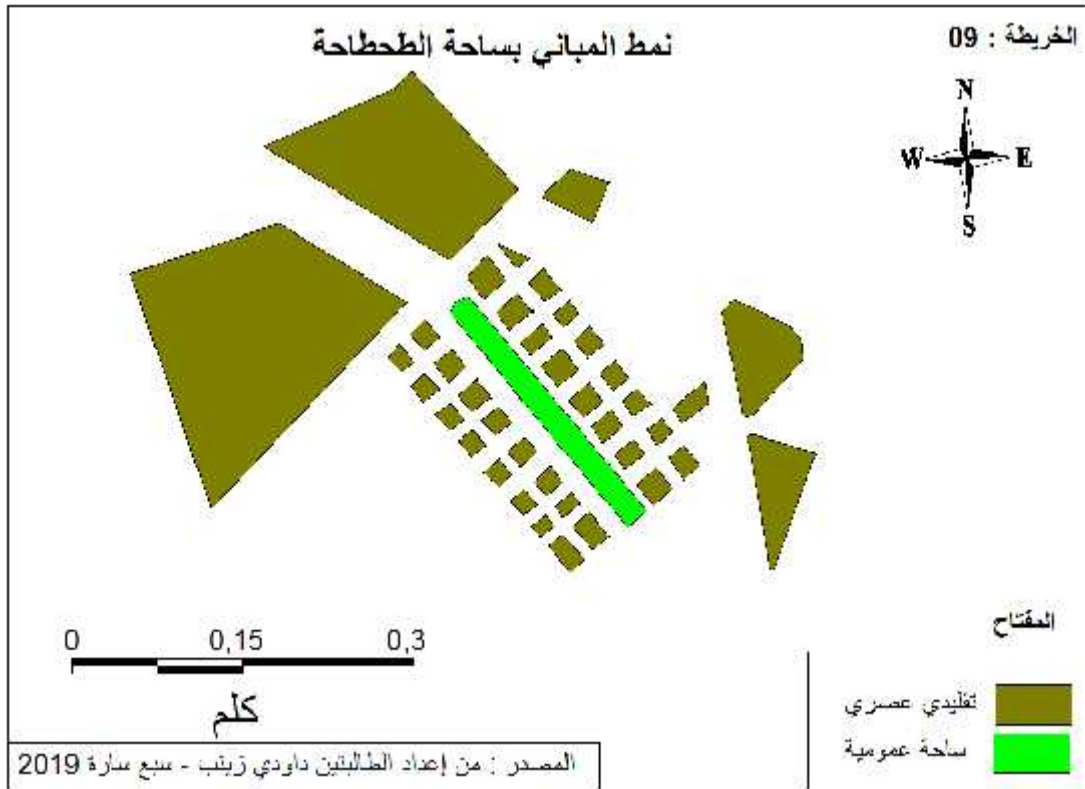 الخريطة : 09
نمط المباني بساحة الطحطاحة
N
W E
S
0 0,15 0,3
كلم
المفتاح
تقليدي عصري
ساحة عمومية
المصدر : من إعداد الطالبتين داودي زينب - سبع سارة 2019